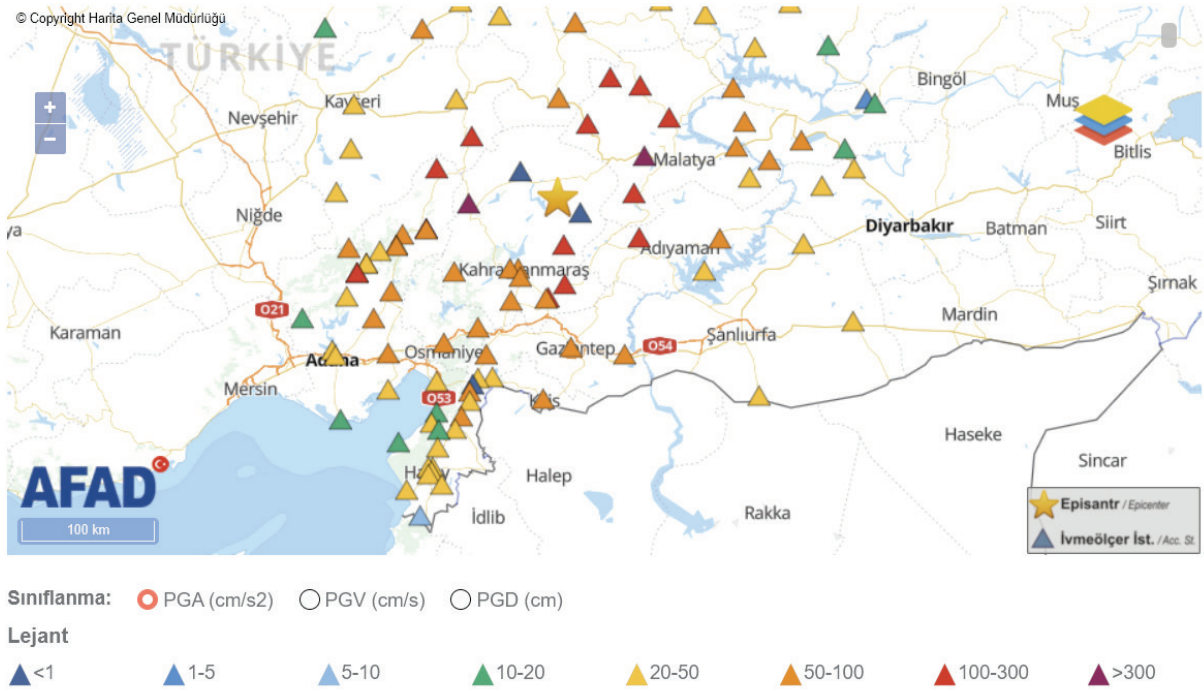 © Copyright Harita Genel Müdürlüğü
TÜRKİYE
Bingöl
Muş
Kayseri
Nevşehir
Bitlis
Malatya
Niğde
ya
Diyarbakır
Batman
Siirt
Adıyaman
Kahramanmaraş
Şırnak
O21
Mardin
Karaman
Şanlıurfa
O54
Gaziantep
Osmaniye
Adana
Mersin
O53
Kilis
Haseke
Sincar
Hatay
Halep
AFAD
İdlib
Rakka
100 km
Episantr / Epicenter
İvmeölçer İst. / Acc. St.
Sınıflanma: PGA (cm/s2) PGV (cm/s) PGD (cm)
Lejant
<1 1-5 5-10 10-20 20-50 50-100 100-300 >300